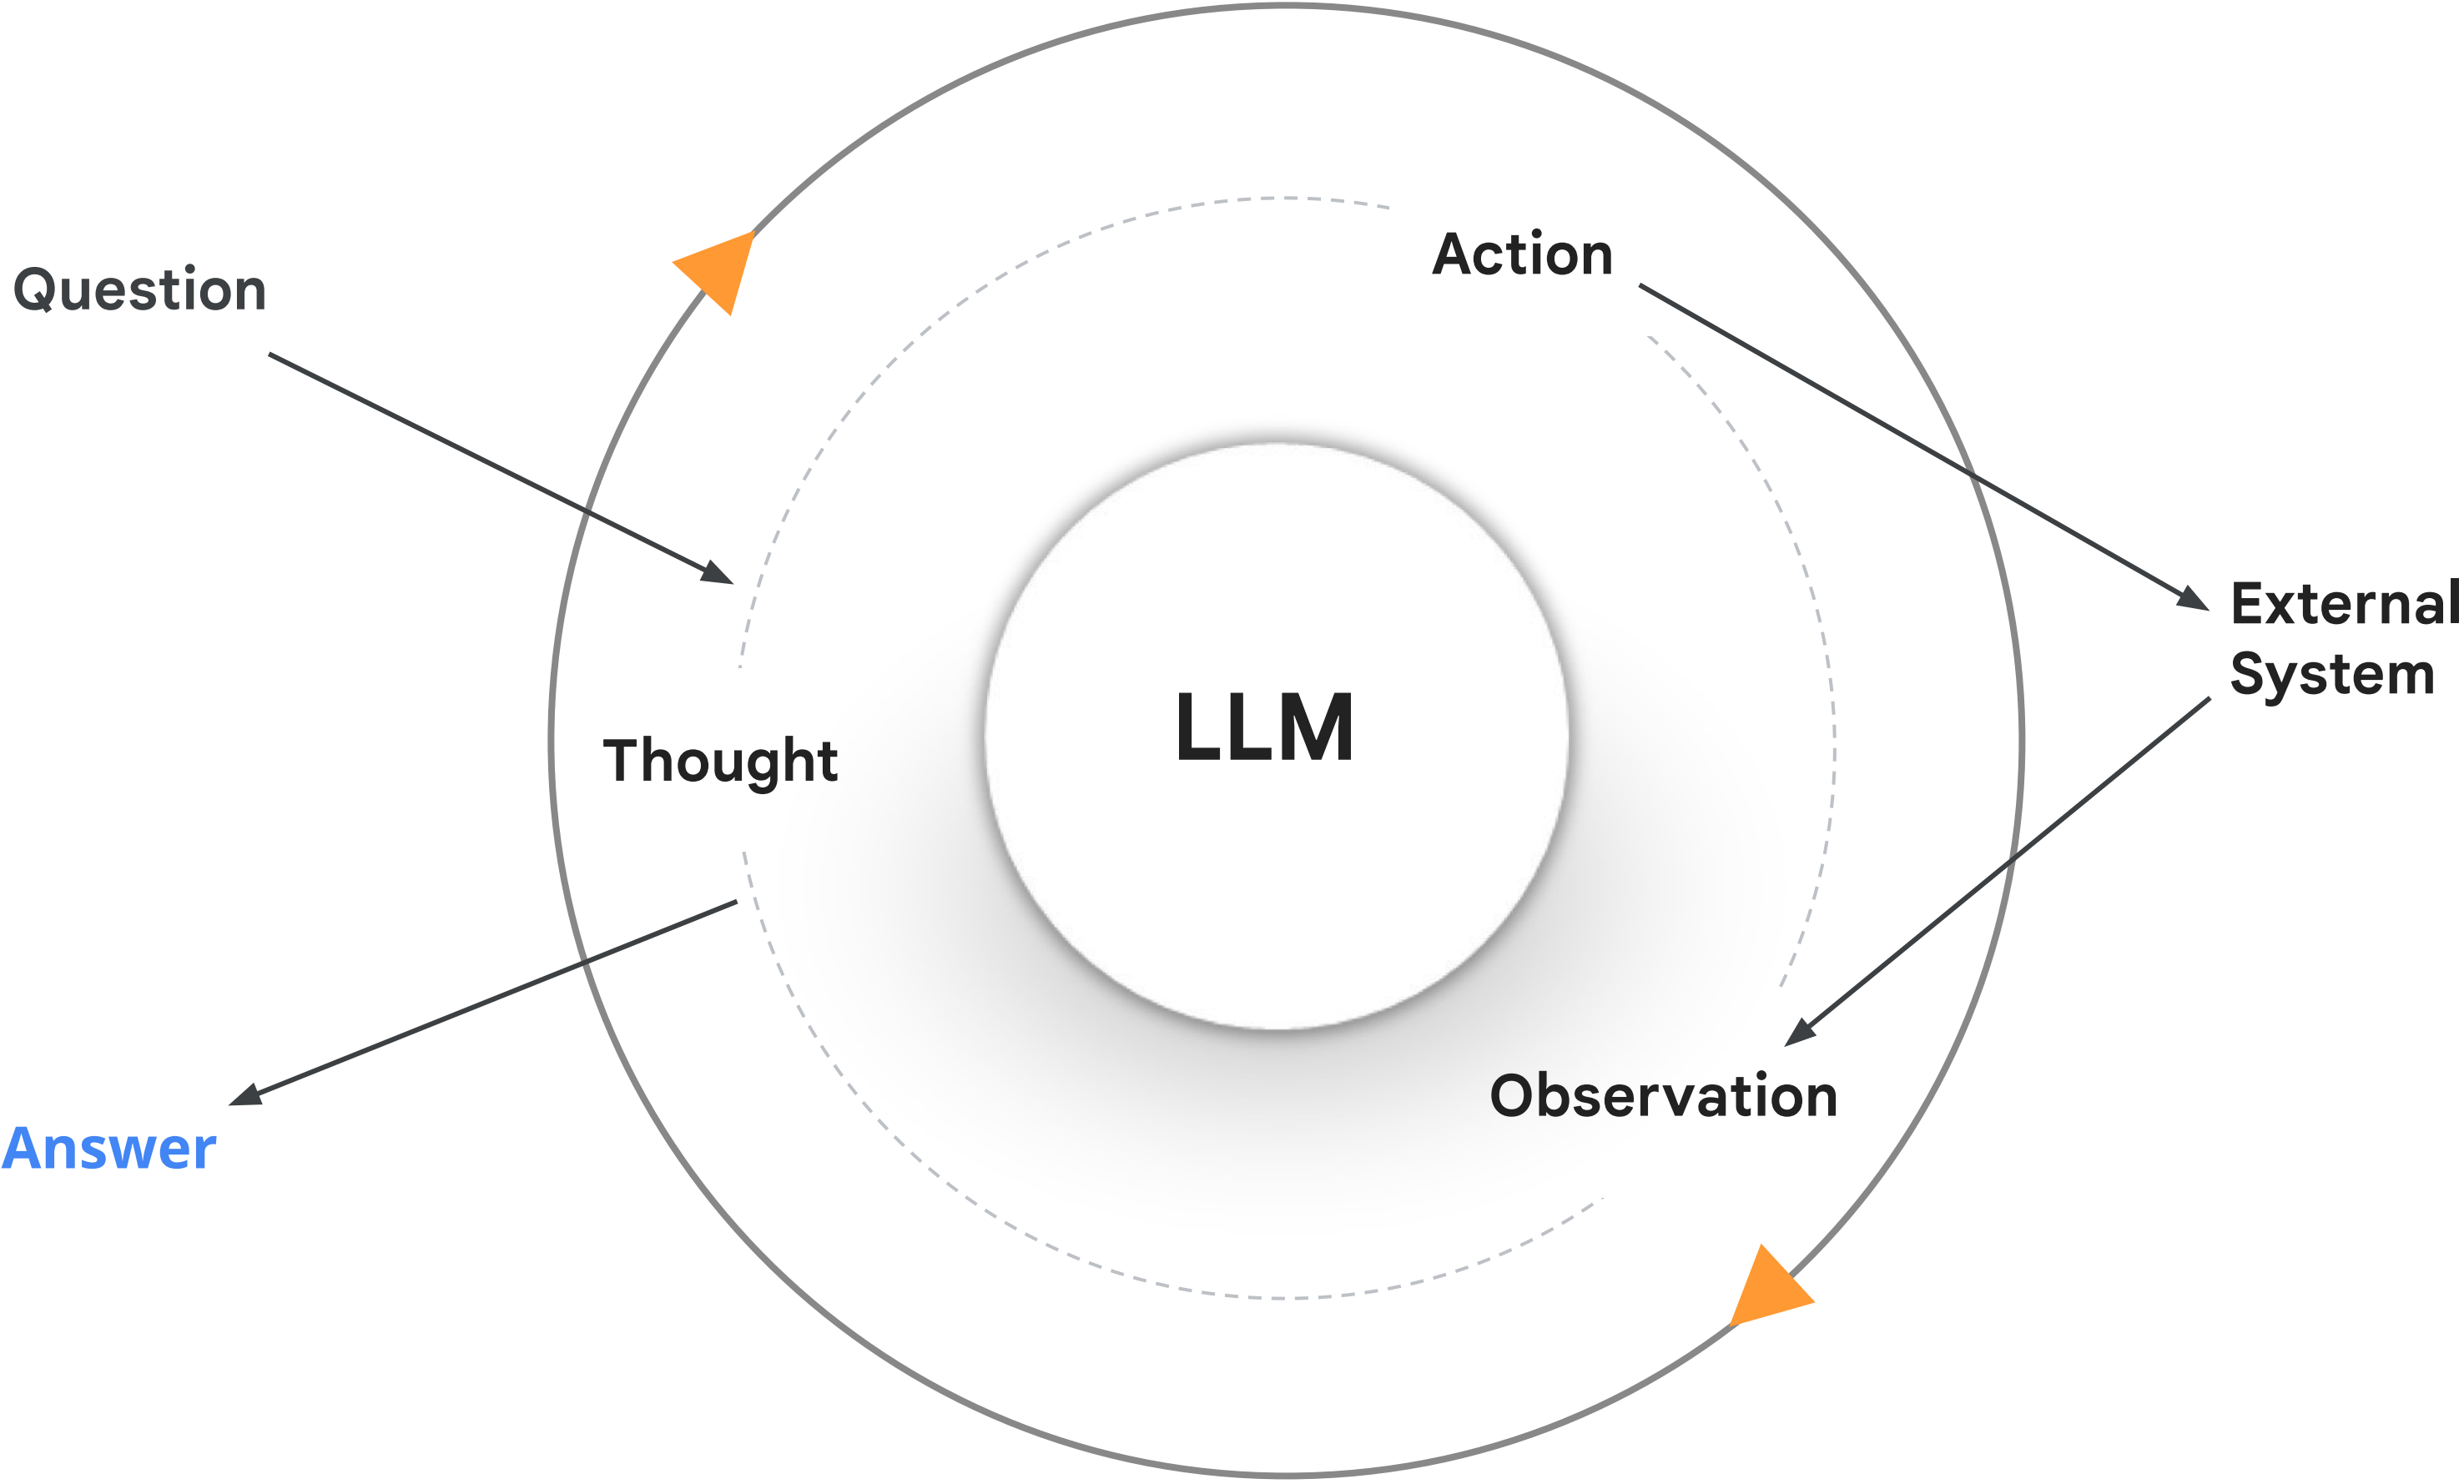 Question
Action
External
System
LLM
Thought
Observation
Answer